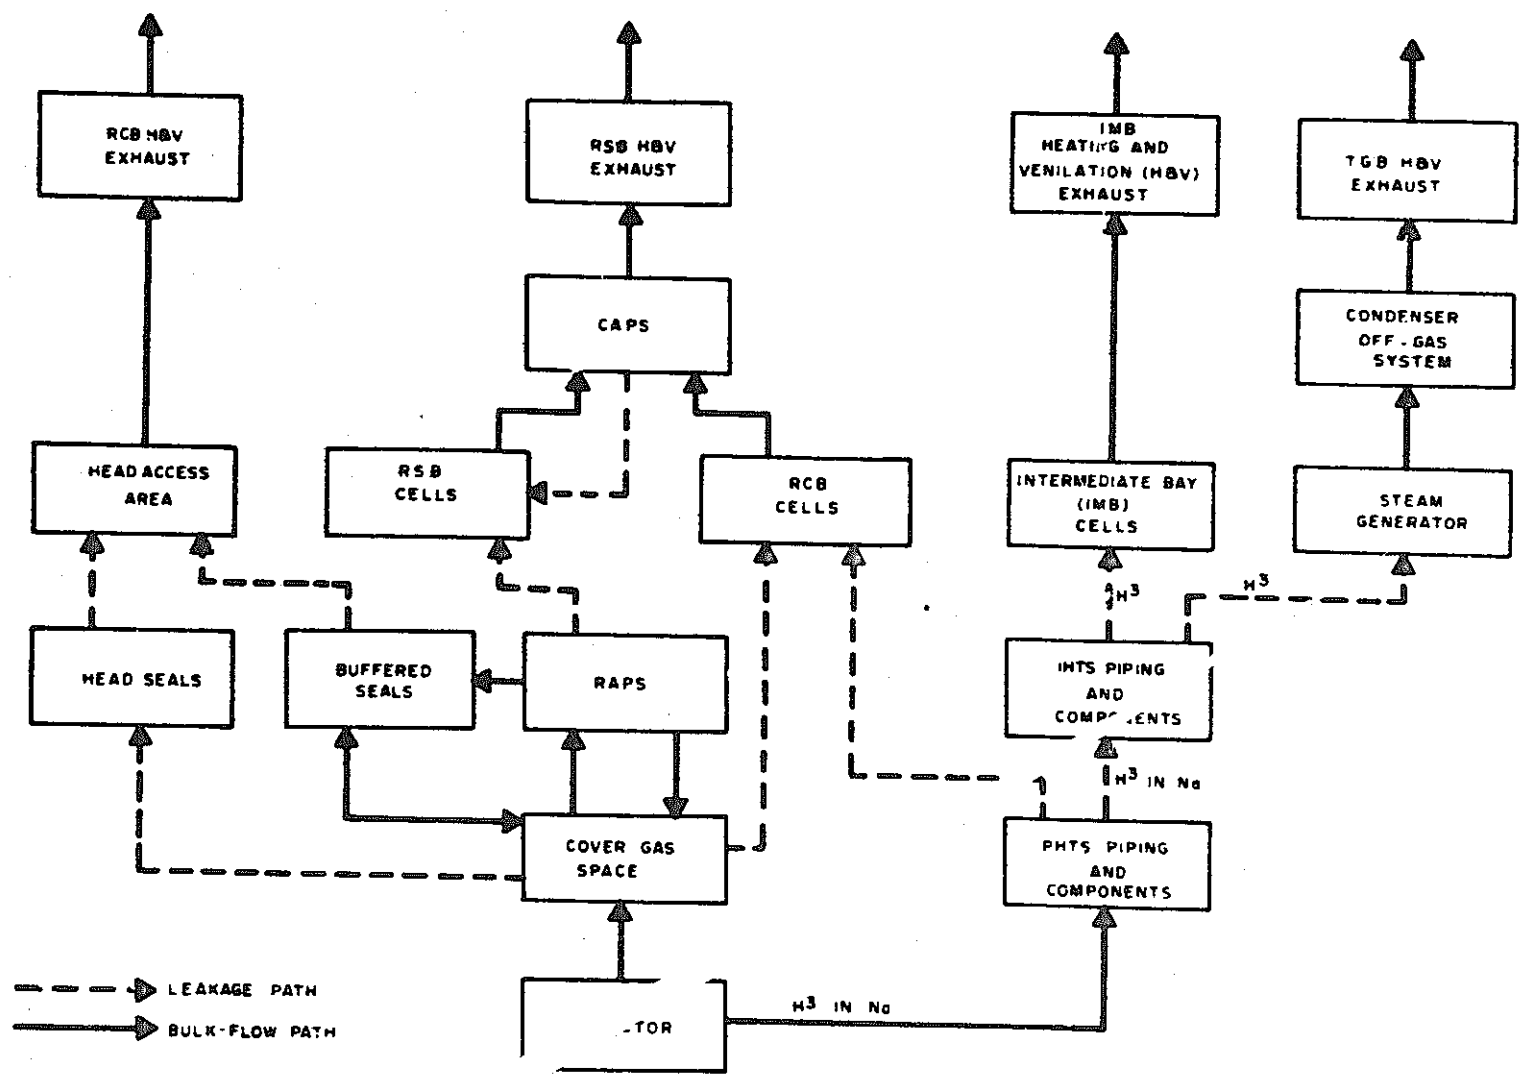 RCB H&V
EXHAUST
RSB H&V
EXHAUST
IMB
HEATING AND
VENILATION (H&V)
EXHAUST
TGB H&V
EXHAUST
CAPS
CONDENSER
OFF-GAS
SYSTEM
HEAD ACCESS
AREA
RSB
CELLS
RCB
CELLS
INTERMEDIATE BAY
(IMB)
CELLS
STEAM
GENERATOR
H3
H3
HEAD SEALS
BUFFERED
SEALS
RAPS
IHTS PIPING
AND
H3 IN Na
COVER GAS
SPACE
PHTS PIPING
AND
COMPONENTS
LEAKAGE PATH
H3 IN Na
BULK-FLOW PATH